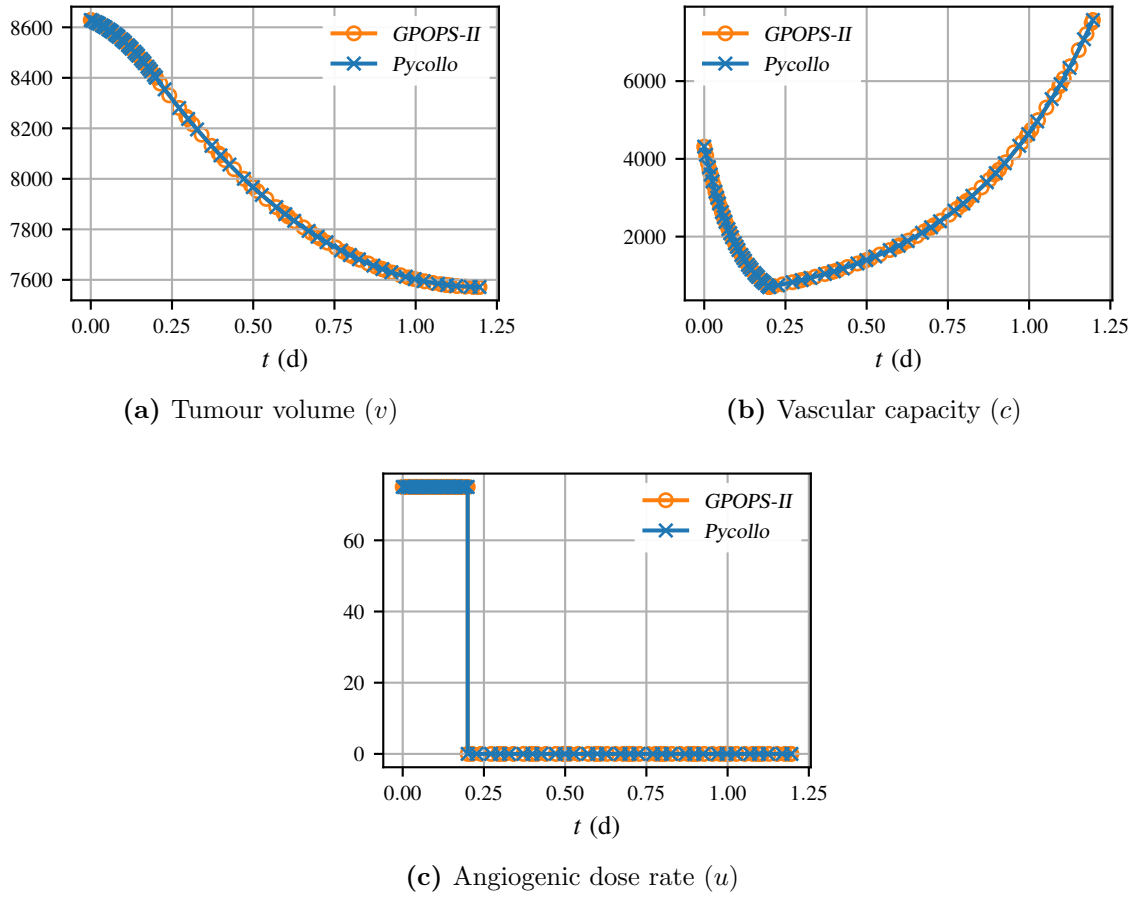 8600
8400
8200
8000
7800
7600
GPOPS-II
Pycollo
0.00 0.25 0.50 0.75 1.00 1.25
t (d)
(a) Tumour volume (v)
6000
4000
2000
GPOPS-II
Pycollo
0.00 0.25 0.50 0.75 1.00 1.25
t (d)
(b) Vascular capacity (c)
60
40
20
0
GPOPS-II
Pycollo
0.00 0.25 0.50 0.75 1.00 1.25
t (d)
(c) Angiogenic dose rate (u)